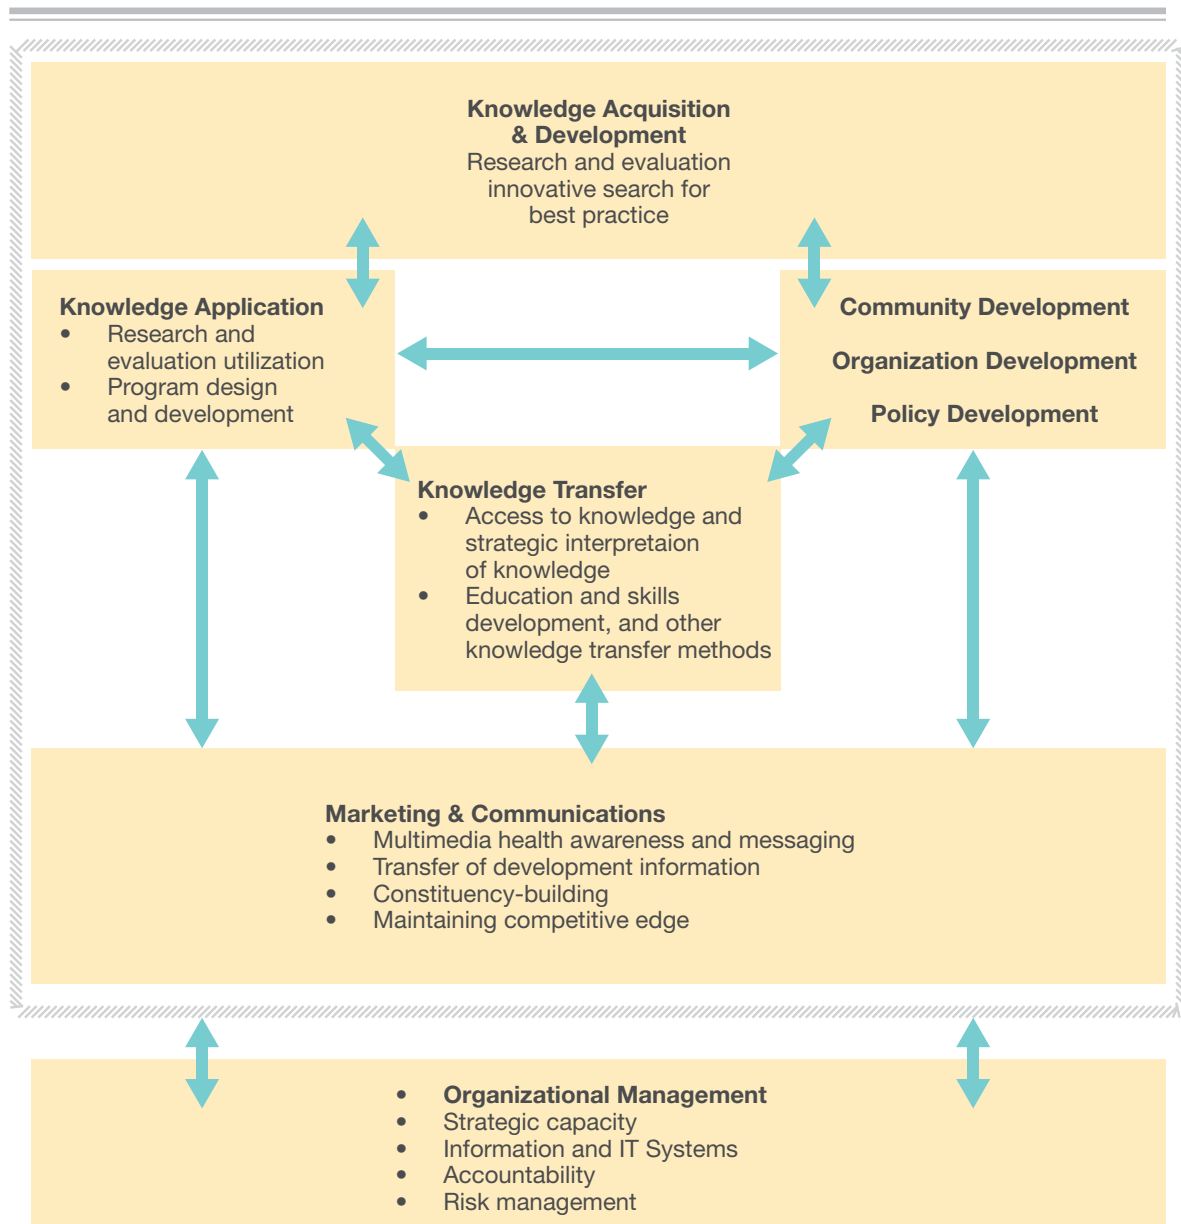 Knowledge Acquisition
& Development
Research and evaluation
innovative search for
best practice
Knowledge Application
• Research and
evaluation utilization
• Program design
and development
Community Development
Organization Development
Policy Development
Knowledge Transfer
• Access to knowledge and
strategic interpretaion
of knowledge
• Education and skills
development, and other
knowledge transfer methods
Marketing & Communications
• Multimedia health awareness and messaging
• Transfer of development information
• Constituency-building
• Maintaining competitive edge
• Organizational Management
• Strategic capacity
• Information and IT Systems
• Accountability
• Risk management